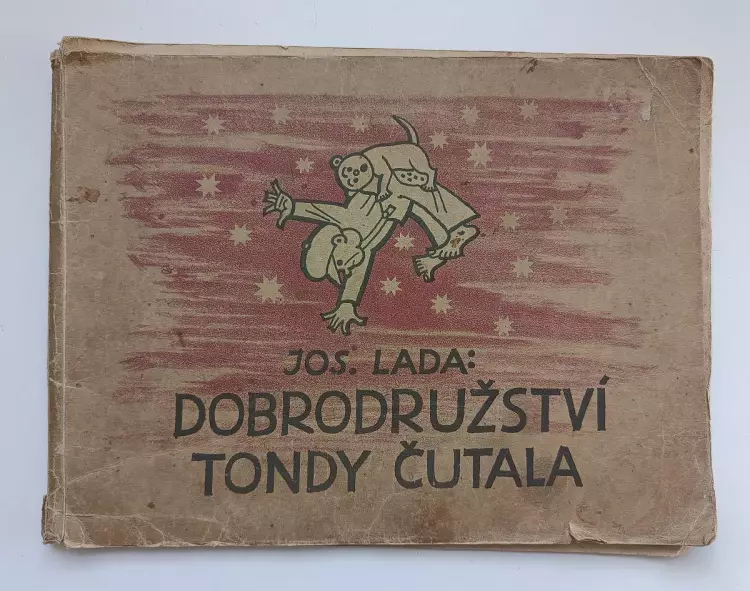 JOS. LADA:
DOBRODRUŽSTVÍ
TONDY ČUTALA